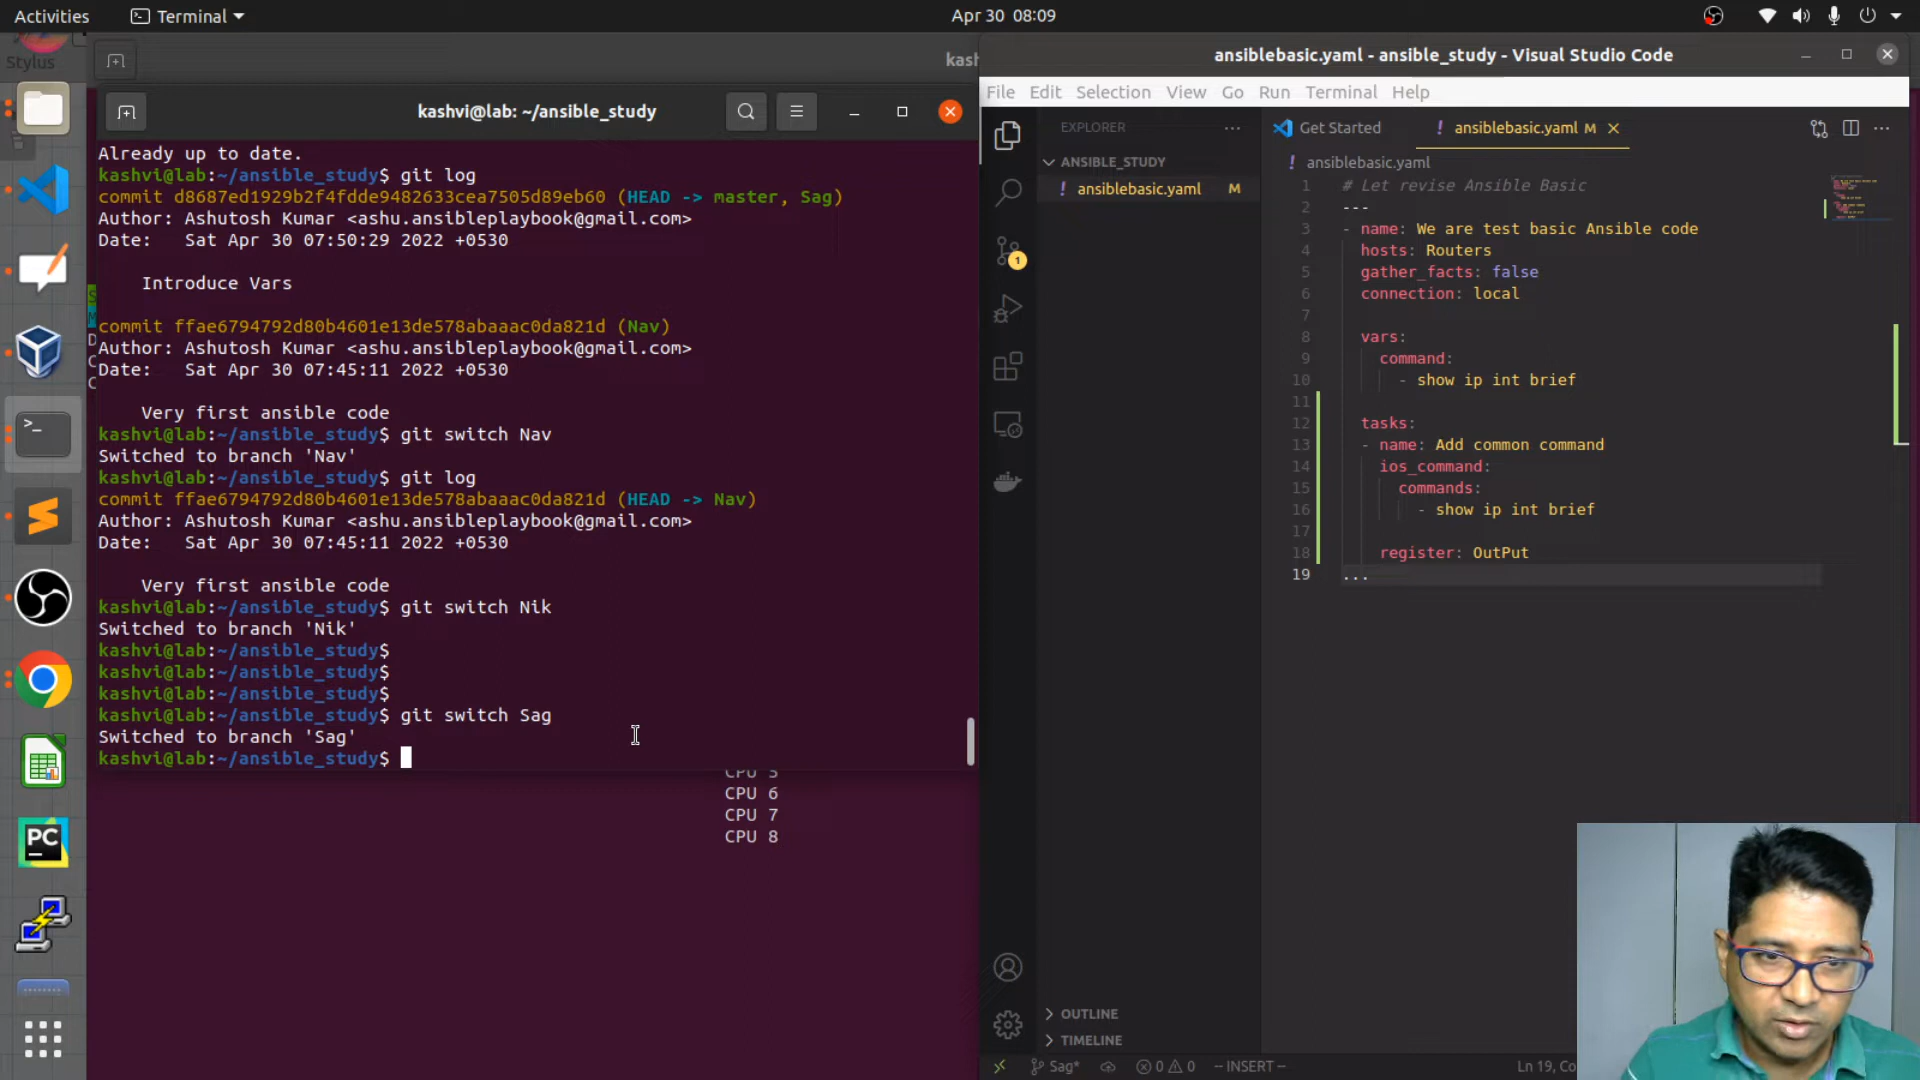 Activities
Terminal
Apr 30 08:09
Stylus
kash
kashvi@lab: ~/ansible_study
Already up to date.
kashvi@lab:~/ansible_study$ git log
commit d8687ed1929b2f4fdde9482633cea7505d89eb60 (HEAD -> master, Sag)
Author: Ashutosh Kumar <ashu.ansibleplaybook@gmail.com>
Date:   Sat Apr 30 07:50:29 2022 +0530
Introduce Vars
commit ffae6794792d80b4601e13de578abaaac0da821d (Nav)
Author: Ashutosh Kumar <ashu.ansibleplaybook@gmail.com>
Date:   Sat Apr 30 07:45:11 2022 +0530
Very first ansible code
kashvi@lab:~/ansible_study$ git switch Nav
Switched to branch 'Nav'
kashvi@lab:~/ansible_study$ git log
commit ffae6794792d80b4601e13de578abaaac0da821d (HEAD -> Nav)
Author: Ashutosh Kumar <ashu.ansibleplaybook@gmail.com>
Date:   Sat Apr 30 07:45:11 2022 +0530
Very first ansible code
kashvi@lab:~/ansible_study$ git switch Nik
Switched to branch 'Nik'
kashvi@lab:~/ansible_study$
kashvi@lab:~/ansible_study$
kashvi@lab:~/ansible_study$
kashvi@lab:~/ansible_study$ git switch Sag
Switched to branch 'Sag'
kashvi@lab:~/ansible_study$
CPU 5
CPU 6
CPU 7
CPU 8
PC
ansiblebasic.yaml - ansible_study - Visual Studio Code
File Edit Selection View Go Run Terminal Help
EXPLORER
ANSIBLE_STUDY
! ansiblebasic.yaml M
1
Get Started
! ansiblebasic.yaml M
! ansiblebasic.yaml
1 # Let revise Ansible Basic
2 ---
3 - name: We are test basic Ansible code
4 hosts: Routers
5 gather_facts: false
6 connection: local
7
8 vars:
9 command:
10 - show ip int brief
11
12 tasks:
13 - name: Add common command
14 ios_command:
15 commands:
16 - show ip int brief
17
18 register: OutPut
19 ...
OUTLINE
TIMELINE
Sag*
0 0
-- INSERT --
Ln 19, Co